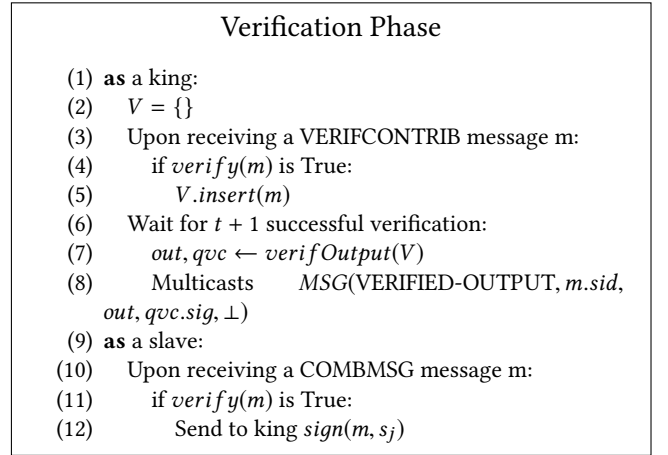 Verification Phase
(1) as a king:
(2) V = {}
(3) Upon receiving a VERIFCONTRIB message m:
(4) if verify(m) is True:
(5) V.insert(m)
(6) Wait for t + 1 successful verification:
(7) out, qvc ← verifOutput(V)
(8) Multicasts MSG(VERIFIED-OUTPUT, m.sid,
out, qvc.sig, ⊥)
(9) as a slave:
(10) Upon receiving a COMBMSG message m:
(11) if verify(m) is True:
(12) Send to king sign(m, s_j)